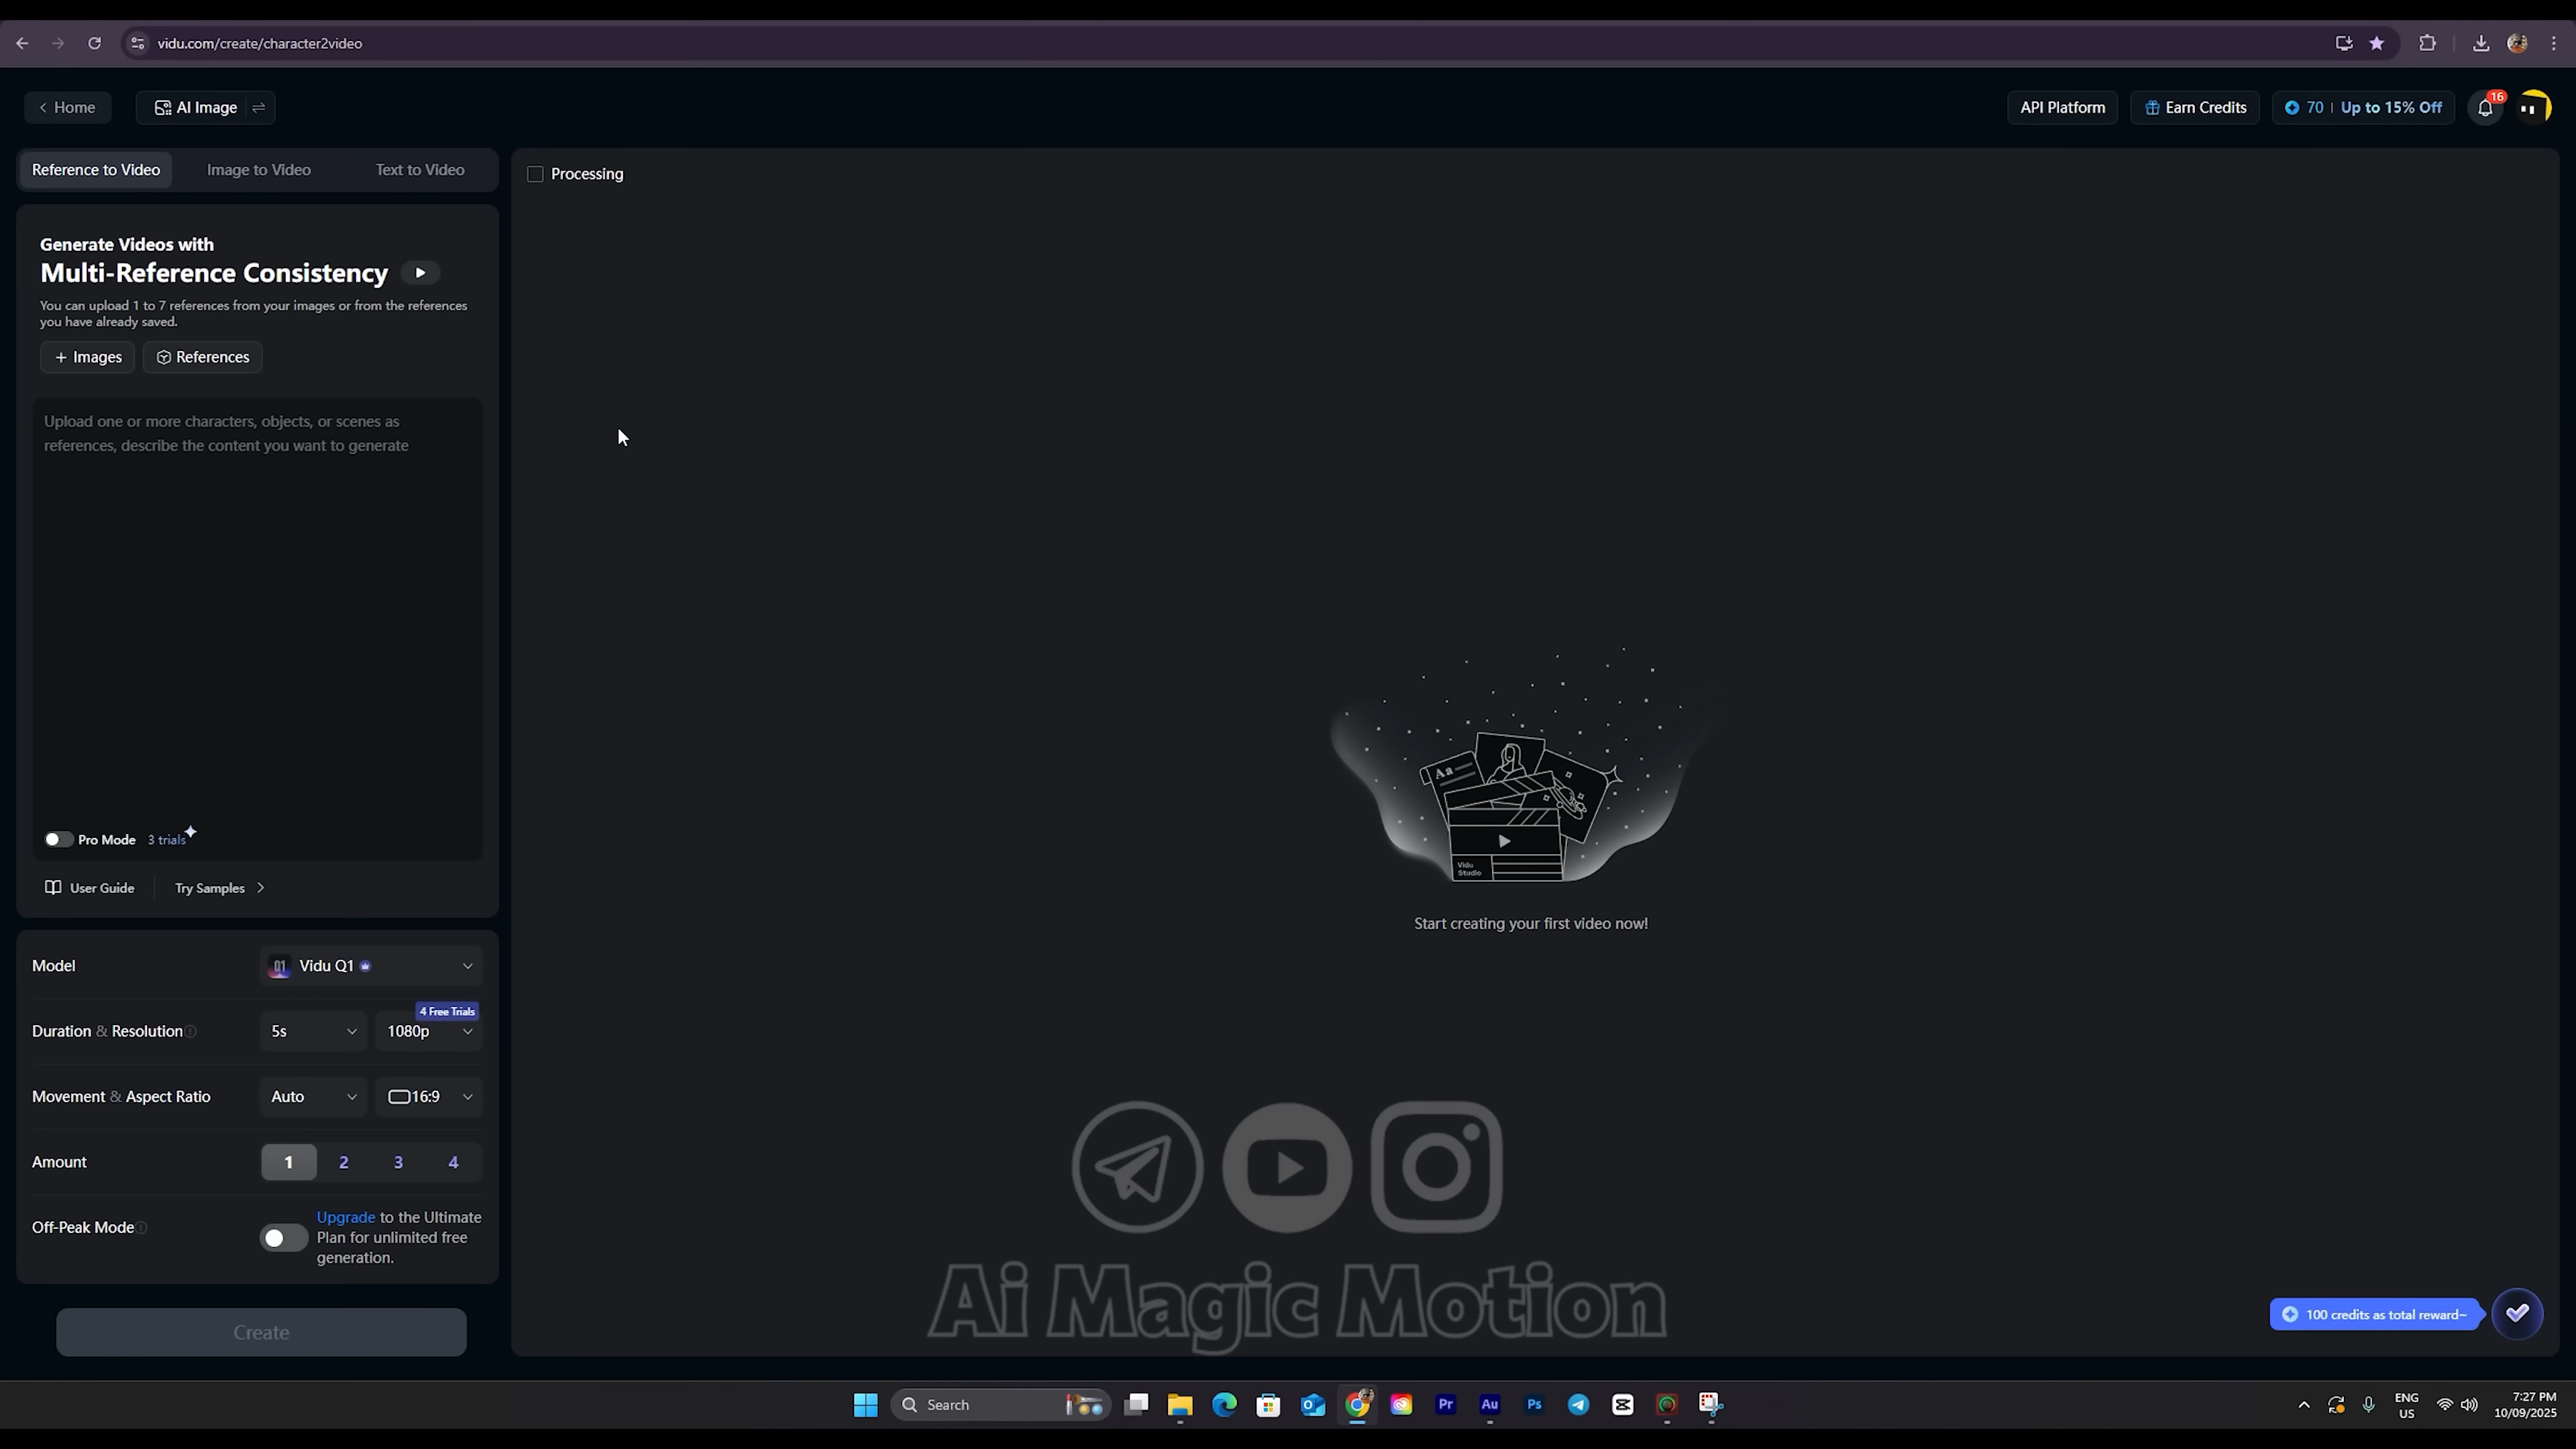 vidu.com/create/character2video
Home
AI Image
API Platform
Earn Credits
70 | Up to 15% Off
16
Reference to Video
Image to Video
Text to Video
Processing
Generate Videos with
Multi-Reference Consistency
You can upload 1 to 7 references from your images or from the references
you have already saved.
+ Images
References
Upload one or more characters, objects, or scenes as
references, describe the content you want to generate
Pro Mode
3 trials
User Guide
Try Samples
Aa
Vidu
Studio
Start creating your first video now!
Model
Q1
Vidu Q1
4 Free Trials
Duration & Resolution
5s
1080p
Movement & Aspect Ratio
Auto
16:9
Amount
1
2
3
4
Off-Peak Mode
Upgrade to the Ultimate
Plan for unlimited free
generation.
Create
Ai Magic Motion
100 credits as total reward~
Search
Pr
Au
Ps
ENG
US
7:27 PM
10/09/2025